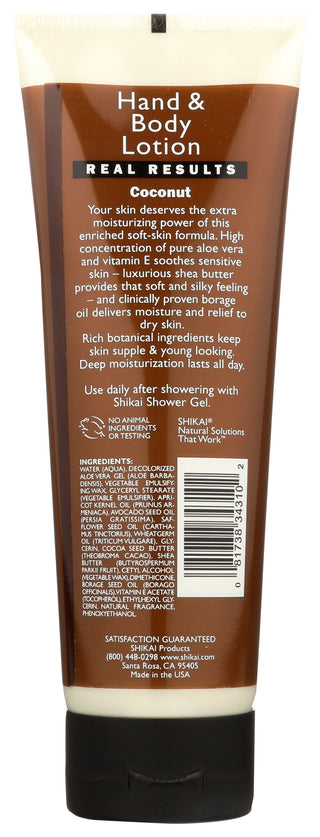 Hand &
Body
Lotion
REAL RESULTS
Coconut
Your skin deserves the extra
moisturizing power of this
enriched soft-skin formula. High
concentration of pure aloe vera
and vitamin E soothes sensitive
skin – luxurious shea butter
provides that soft and silky feeling
– and clinically proven borage
oil delivers moisture and relief to
dry skin.
Rich botanical ingredients keep
skin supple & young looking.
Deep moisturization lasts all day.
Use daily after showering with
Shikai Shower Gel.
NO ANIMAL
INGREDIENTS
OR TESTING
SHIKAI®
Natural Solutions
That Work™
INGREDIENTS:
WATER (AQUA), DECOLORIZED
ALOE VERA GEL (ALOE BARBA-
DENSIS), VEGETABLE EMULSIFY-
ING WAX, GLYCERYL STEARATE
(VEGETABLE EMULSIFIER), APRI-
COT KERNEL OIL (PRUNUS AR-
MENIACA), AVOCADO SEED OIL
(PERSIA GRATISSIMA), SAF-
FLOWER SEED OIL (CARTHA-
MUS TINCTORIUS), WHEATGERM
OIL (TRITICUM VULGARE), GLY-
CERIN, COCOA SEED BUTTER
(THEOBROMA CACAO), SHEA
BUTTER (BUTYROSPERMUM
PARKII FRUIT), CETYL ALCOHOL
(VEGETABLE WAX), DIMETHICONE,
BORAGE SEED OIL (BORAGO
OFFICINALIS), VITAMIN E ACETATE
(TOCOPHEROL), ETHYLHEXYL GLY-
CERIN, NATURAL FRAGRANCE,
PHENOXYETHANOL.
0 81738 34310 2
SATISFACTION GUARANTEED
SHIKAI Products
(800) 448-0298 www.shikai.com
Santa Rosa, CA 95405
Made in the USA